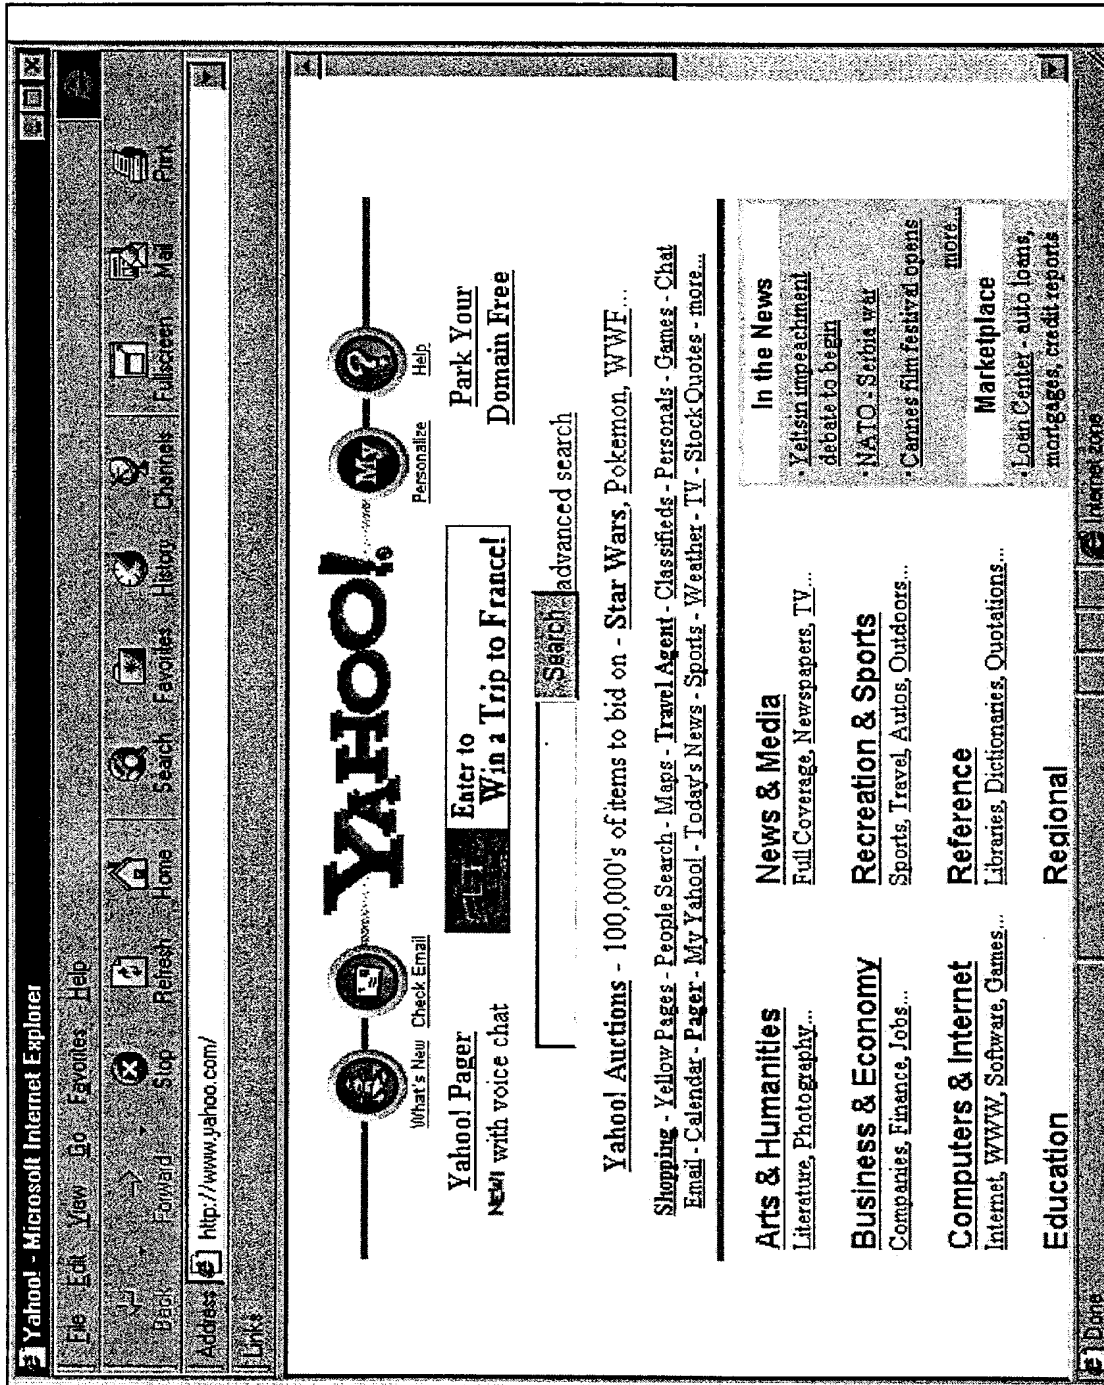 Yahoo! - Microsoft Internet Explorer
File Edit View Go Favorites Help
Back Forward Stop Refresh Home Search Favorites History Channels Fullscreen Mail Print
Address http://www.yahoo.com/
Links
YAHOO!
What's New Check Email My Personalize ? Help
Yahoo! Pager
NEW! with voice chat
Enter to
Win a Trip to France!
Park Your
Domain Free
Search advanced search
Yahoo! Auctions - 100,000's of items to bid on - Star Wars, Pokemon, WWF...
Shopping - Yellow Pages - People Search - Maps - Travel Agent - Classifieds - Personals - Games - Chat
Email - Calendar - Pager - My Yahoo! - Today's News - Sports - Weather - TV - Stock Quotes - more...
Arts & Humanities
Literature, Photography...
Business & Economy
Companies, Finance, Jobs...
Computers & Internet
Internet, WWW, Software, Games...
Education
News & Media
Full Coverage, Newspapers, TV...
Recreation & Sports
Sports, Travel, Autos, Outdoors...
Reference
Libraries, Dictionaries, Quotations...
Regional
In the News
· Yeltsin impeachment
debate to begin
· NATO - Serbia war
· Cannes film festival opens
more...
Marketplace
· Loan Center - auto loans,
mortgages, credit reports
Done Internet zone